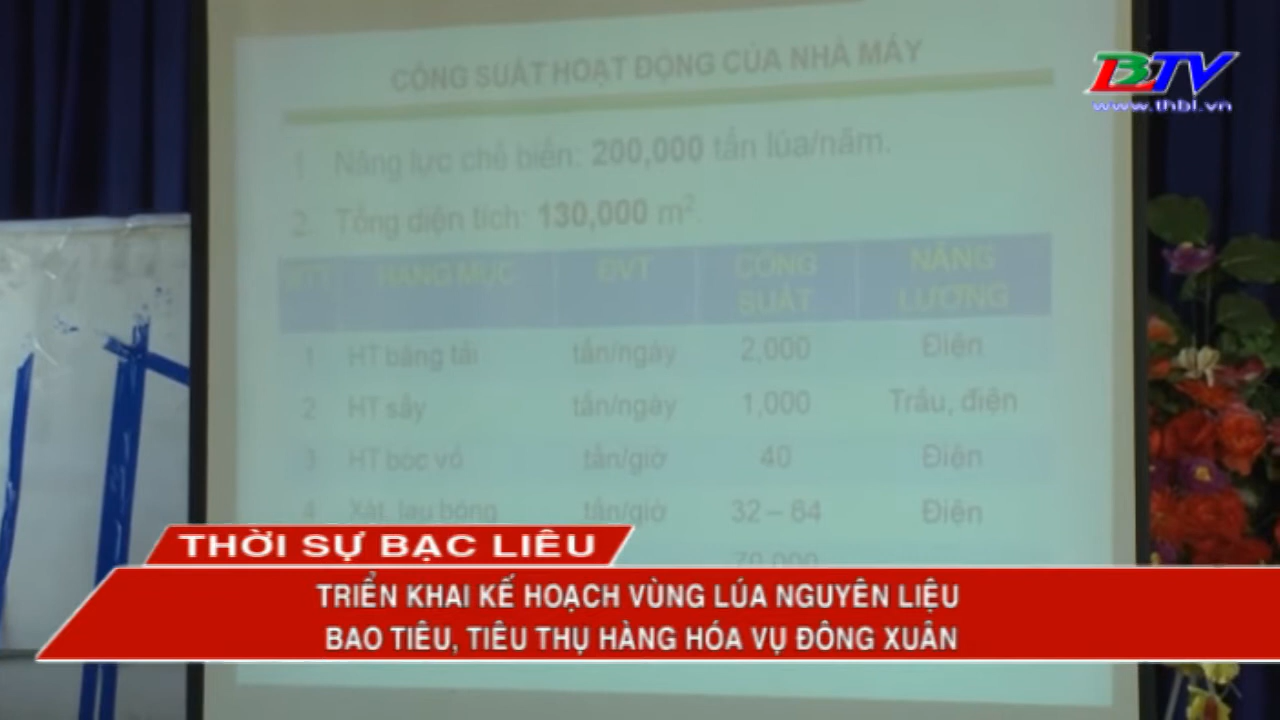 BTV
www.thbl.vn
CÔNG SUẤT HOẠT ĐỘNG CỦA NHÀ MÁY
1. Năng lực chế biến: 200,000 tấn lúa/năm.
2. Tổng diện tích: 130,000 m².
STT HẠNG MỤC ĐVT CÔNG SUẤT NĂNG LƯỢNG
1 HT băng tải tấn/ngày 2,000 Điện
2 HT sấy tấn/ngày 1,000 Trấu, điện
3 HT bóc vỏ tấn/giờ 40 Điện
4 Xát, lau bóng tấn/giờ 32 – 64 Điện
THỜI SỰ BẠC LIÊU
TRIỂN KHAI KẾ HOẠCH VÙNG LÚA NGUYÊN LIỆU
BAO TIÊU, TIÊU THỤ HÀNG HÓA VỤ ĐÔNG XUÂN